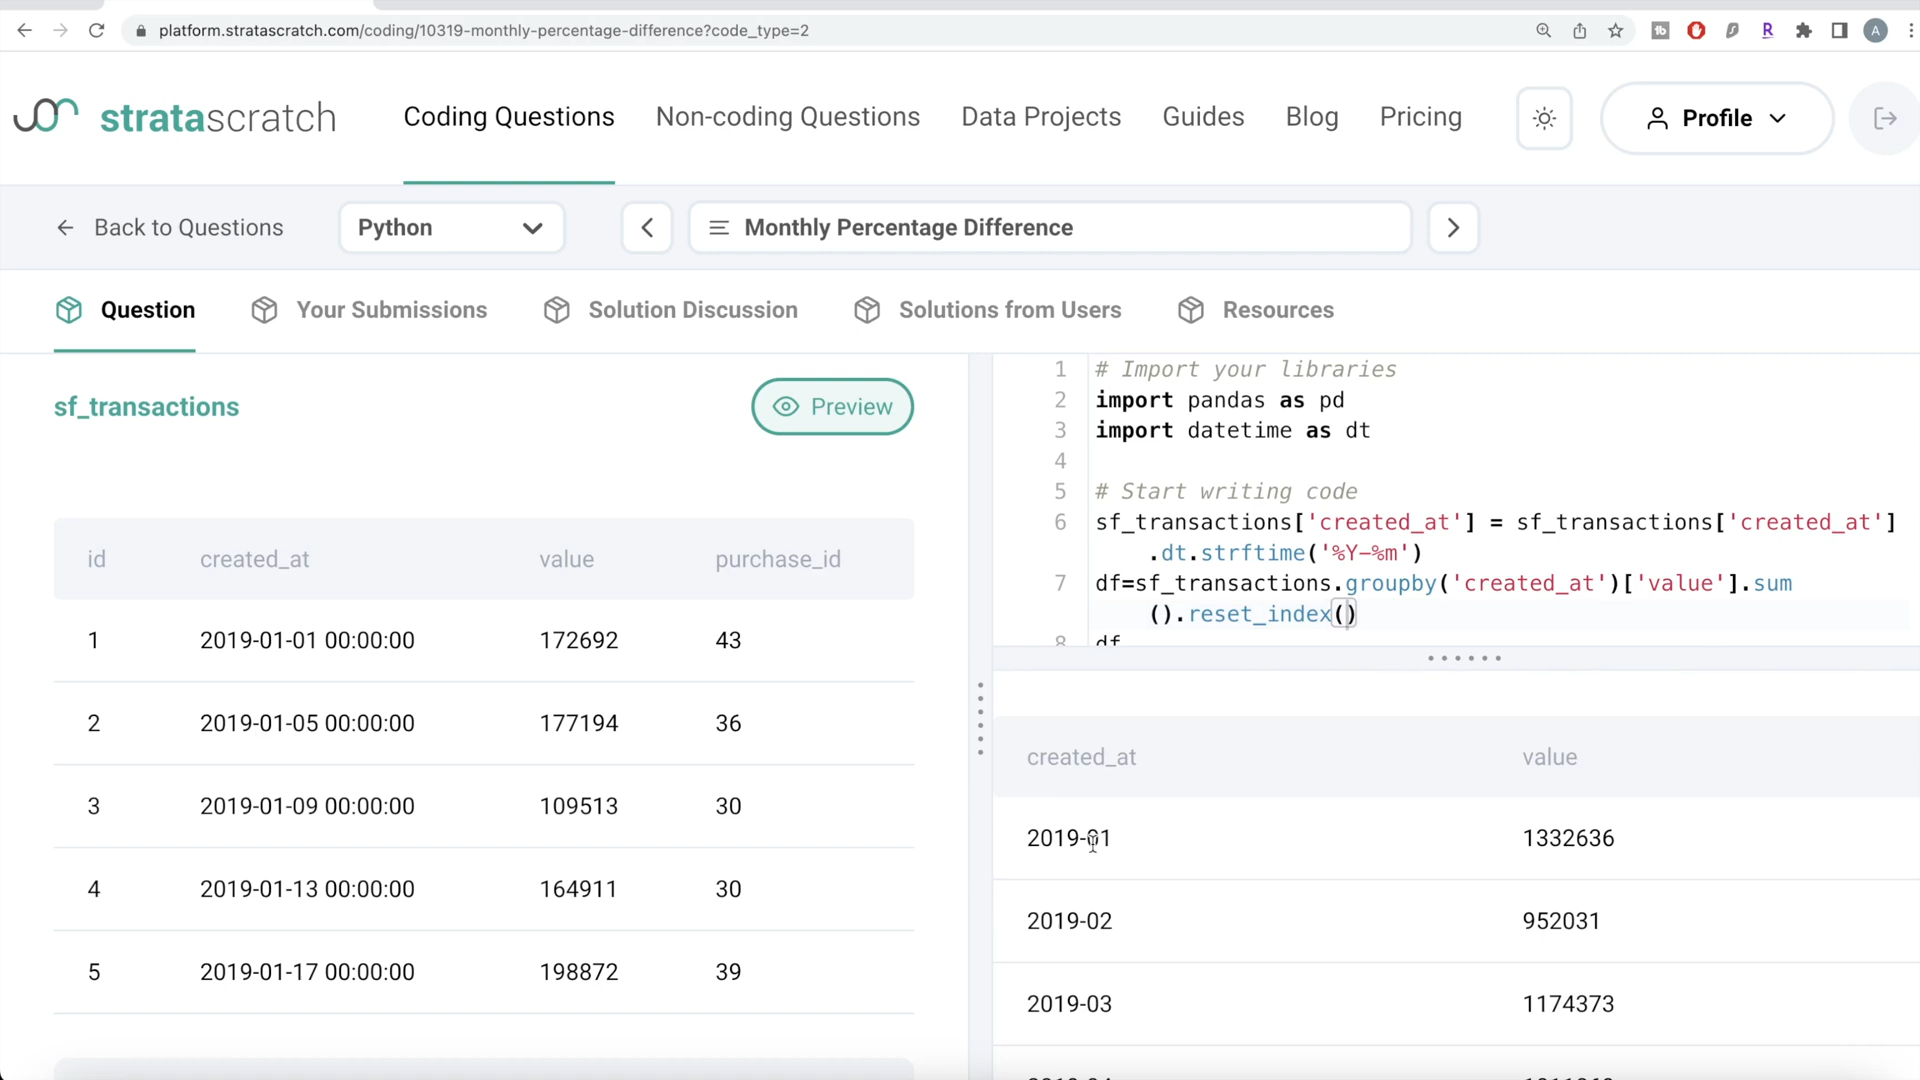 platform.stratascratch.com/coding/10319-monthly-percentage-difference?code_type=2
tb
R
A
stratascratch
Coding Questions
Non-coding Questions
Data Projects
Guides
Blog
Pricing
Profile
Back to Questions
Python
Monthly Percentage Difference
Question
Your Submissions
Solution Discussion
Solutions from Users
Resources
sf_transactions
Preview
id created_at value purchase_id
1 2019-01-01 00:00:00 172692 43
2 2019-01-05 00:00:00 177194 36
3 2019-01-09 00:00:00 109513 30
4 2019-01-13 00:00:00 164911 30
5 2019-01-17 00:00:00 198872 39
1 # Import your libraries
2 import pandas as pd
3 import datetime as dt
4
5 # Start writing code
6 sf_transactions['created_at'] = sf_transactions['created_at']
.dt.strftime('%Y-%m')
7 df=sf_transactions.groupby('created_at')['value'].sum
().reset_index()
8 df
created_at value
2019-01 1332636
2019-02 952031
2019-03 1174373